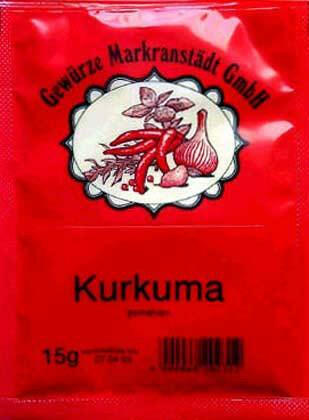 Gewürze Markranstädt GmbH
Kurkuma
gemahlen
15g